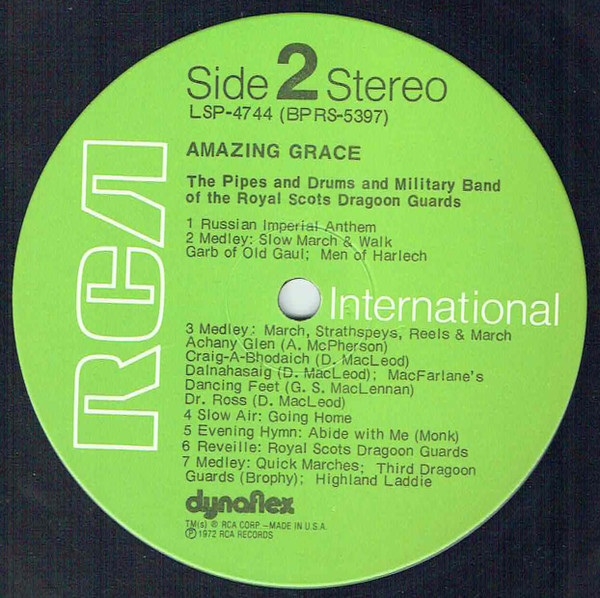 RCA
Side 2 Stereo
LSP-4744 (BPRS-5397)
AMAZING GRACE
The Pipes and Drums and Military Band
of the Royal Scots Dragoon Guards
1 Russian Imperial Anthem
2 Medley: Slow March & Walk
Garb of Old Gaul; Men of Harlech
International
3 Medley: March, Strathspeys, Reels & March
Achany Glen (A. McPherson)
Craig-A-Bhodaich (D. MacLeod)
Dalnahasaig (D. MacLeod); MacFarlane's
Dancing Feet (G. S. MacLennan)
Dr. Ross (D. MacLeod)
4 Slow Air: Going Home
5 Evening Hymn: Abide with Me (Monk)
6 Reveille: Royal Scots Dragoon Guards
7 Medley: Quick Marches; Third Dragoon
Guards (Brophy); Highland Laddie
dynaflex
TM(s) ® RCA CORP.-MADE IN U.S.A.
℗ 1972 RCA RECORDS